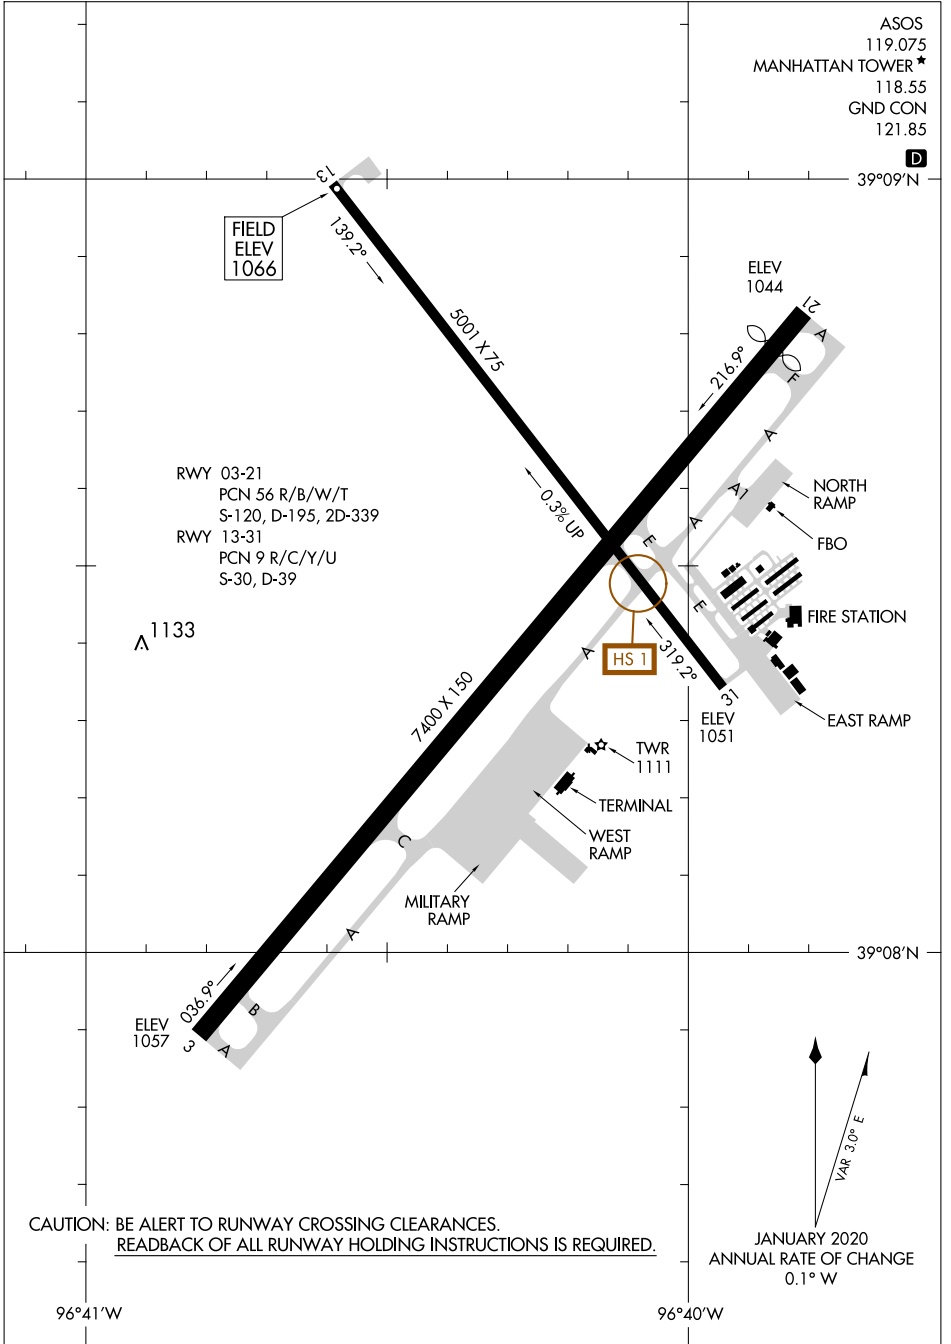 ASOS
119.075
MANHATTAN TOWER★
118.55
GND CON
121.85
D
39°09'N
13
FIELD
ELEV
1066
139.2°
ELEV
1044
21
A
5001 X 75
216.9°
F
A
RWY 03-21
PCN 56 R/B/W/T
S-120, D-195, 2D-339
RWY 13-31
PCN 9 R/C/Y/U
S-30, D-39
A1
NORTH
RAMP
0.3% UP
A
E
FBO
E
FIRE STATION
1133
A
HS 1
319.2°
31
ELEV
1051
EAST RAMP
7400 X 150
TWR
1111
TERMINAL
WEST
RAMP
C
MILITARY
RAMP
A
39°08'N
036.9°
B
ELEV
1057
3
A
VAR 3.0° E
CAUTION: BE ALERT TO RUNWAY CROSSING CLEARANCES.
READBACK OF ALL RUNWAY HOLDING INSTRUCTIONS IS REQUIRED.
JANUARY 2020
ANNUAL RATE OF CHANGE
0.1° W
96°41'W
96°40'W